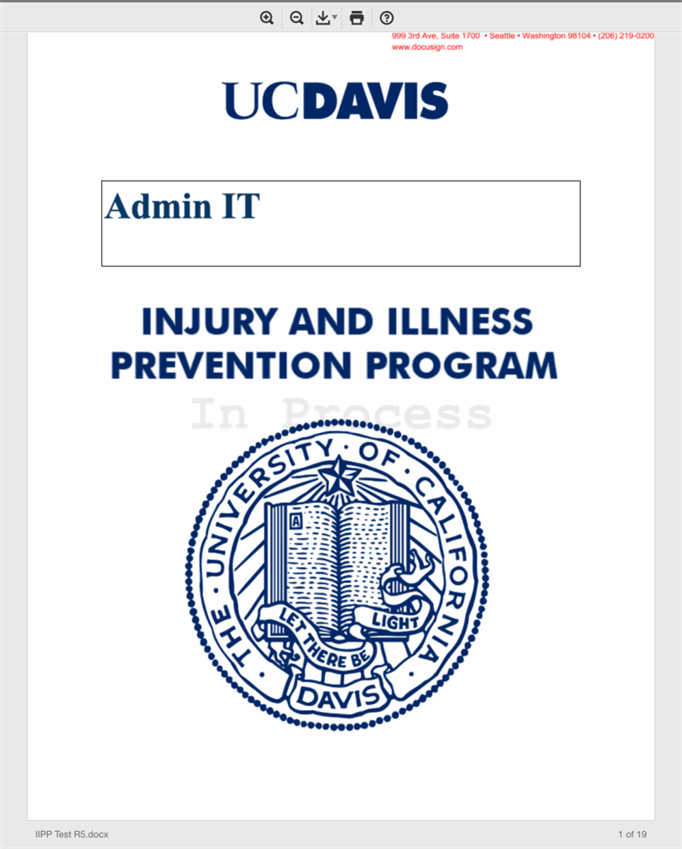 999 3rd Ave, Suite 1700 • Seattle • Washington 98104 • (206) 219-0200
www.docusign.com
UCDAVIS
Admin IT
INJURY AND ILLNESS
PREVENTION PROGRAM
In Process
THE · UNIVERSITY · OF · CALIFORNIA
A
LET THERE BE
LIGHT
DAVIS
IIPP Test R5.docx
1 of 19